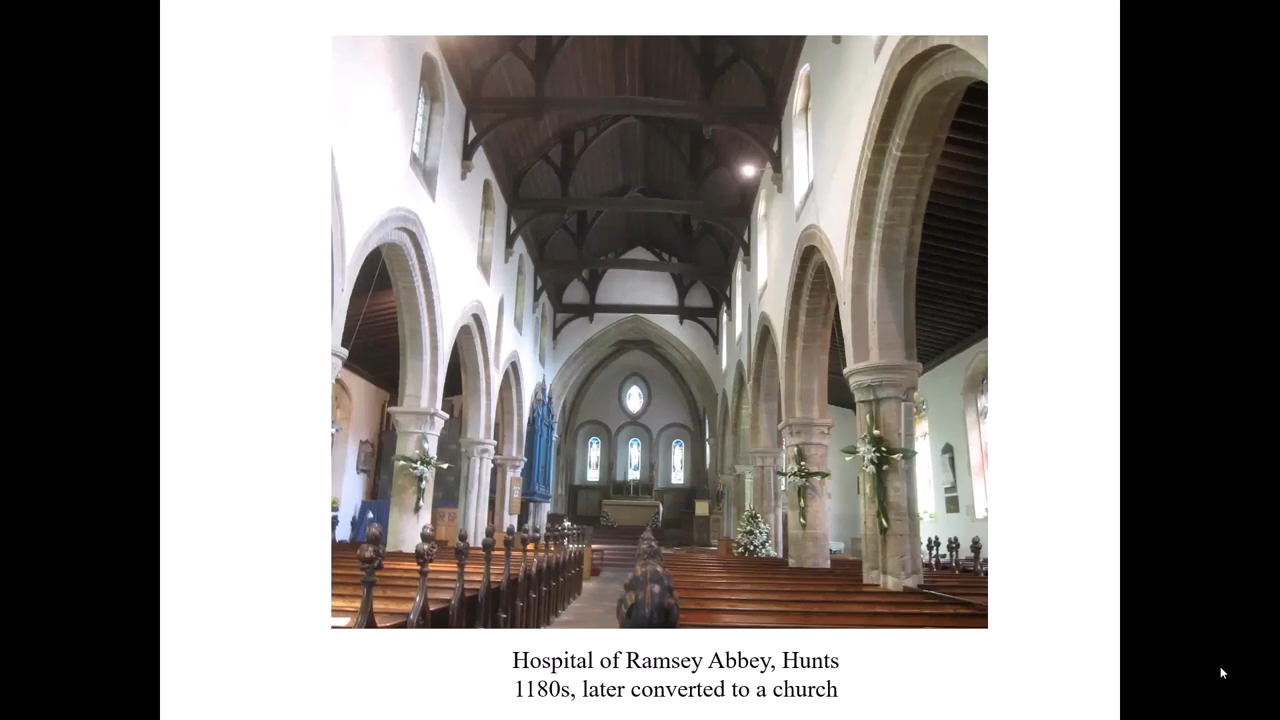 Hospital of Ramsey Abbey, Hunts
1180s, later converted to a church